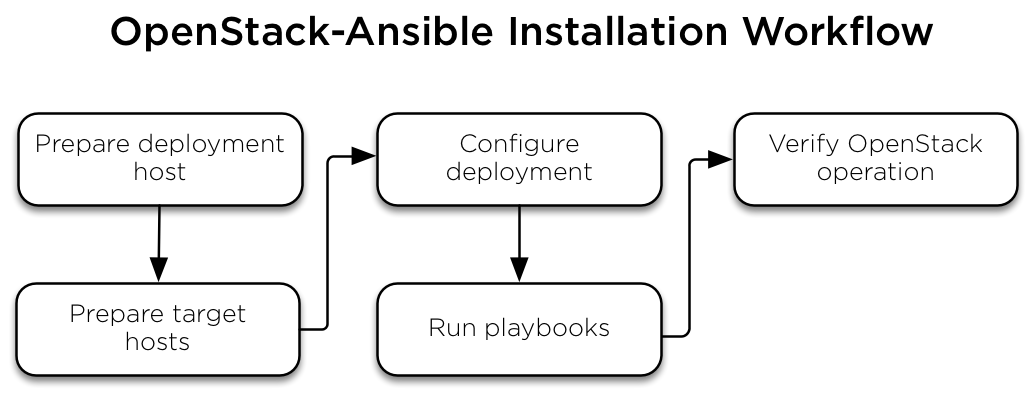 OpenStack-Ansible Installation Workflow
Prepare deployment
host
Prepare target
hosts
Configure
deployment
Run playbooks
Verify OpenStack
operation